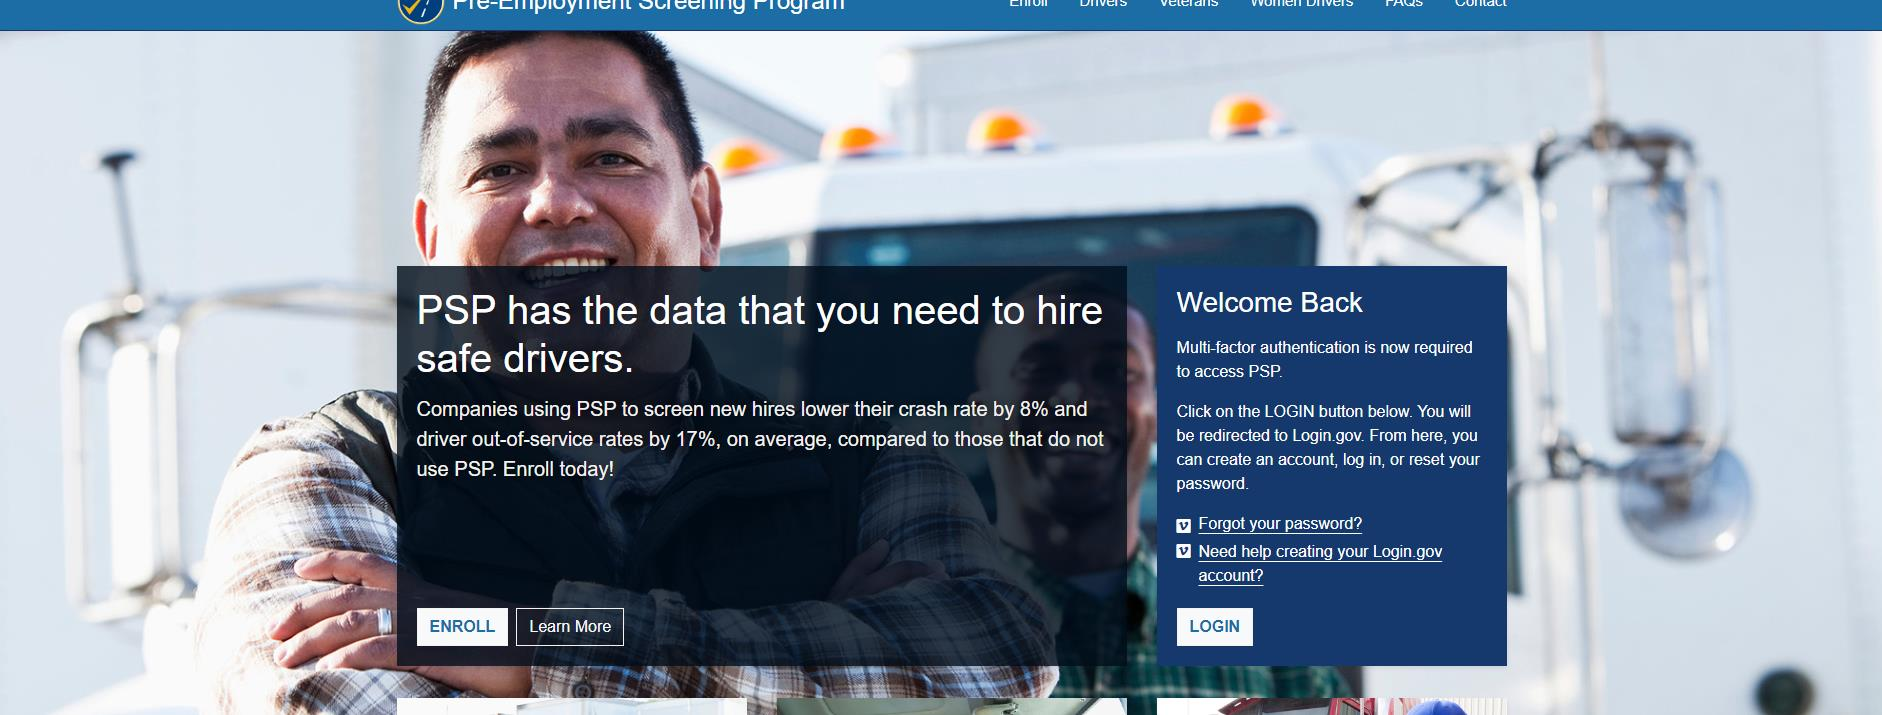 Pre-Employment Screening Program
Enroll Drivers Veterans Women Drivers FAQs Contact
PSP has the data that you need to hire
safe drivers.
Companies using PSP to screen new hires lower their crash rate by 8% and
driver out-of-service rates by 17%, on average, compared to those that do not
use PSP. Enroll today!
ENROLL
Learn More
Welcome Back
Multi-factor authentication is now required
to access PSP.
Click on the LOGIN button below. You will
be redirected to Login.gov. From here, you
can create an account, log in, or reset your
password.
Forgot your password?
Need help creating your Login.gov
account?
LOGIN